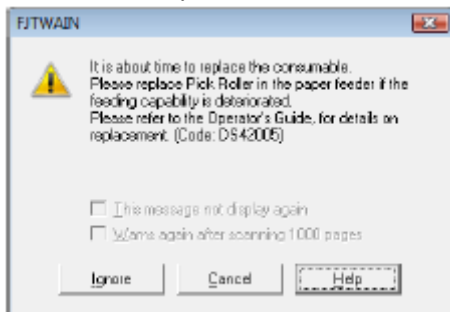 FJTWAIN
It is about time to replace the consumable.
Please replace Pick Roller in the paper feeder if the
feeding capability is deteriorated.
Please refer to the Operator's Guide, for details on
replacement. (Code: DS42005)
This message not display again
Warns again after scanning 1000 pages
Ignore
Cancel
Help